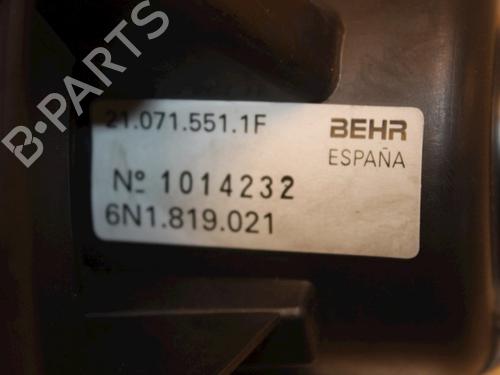 B-PARTS
21.071.551.1F
BEHR
ESPAÑA
Nº 1014232
6N1.819.021